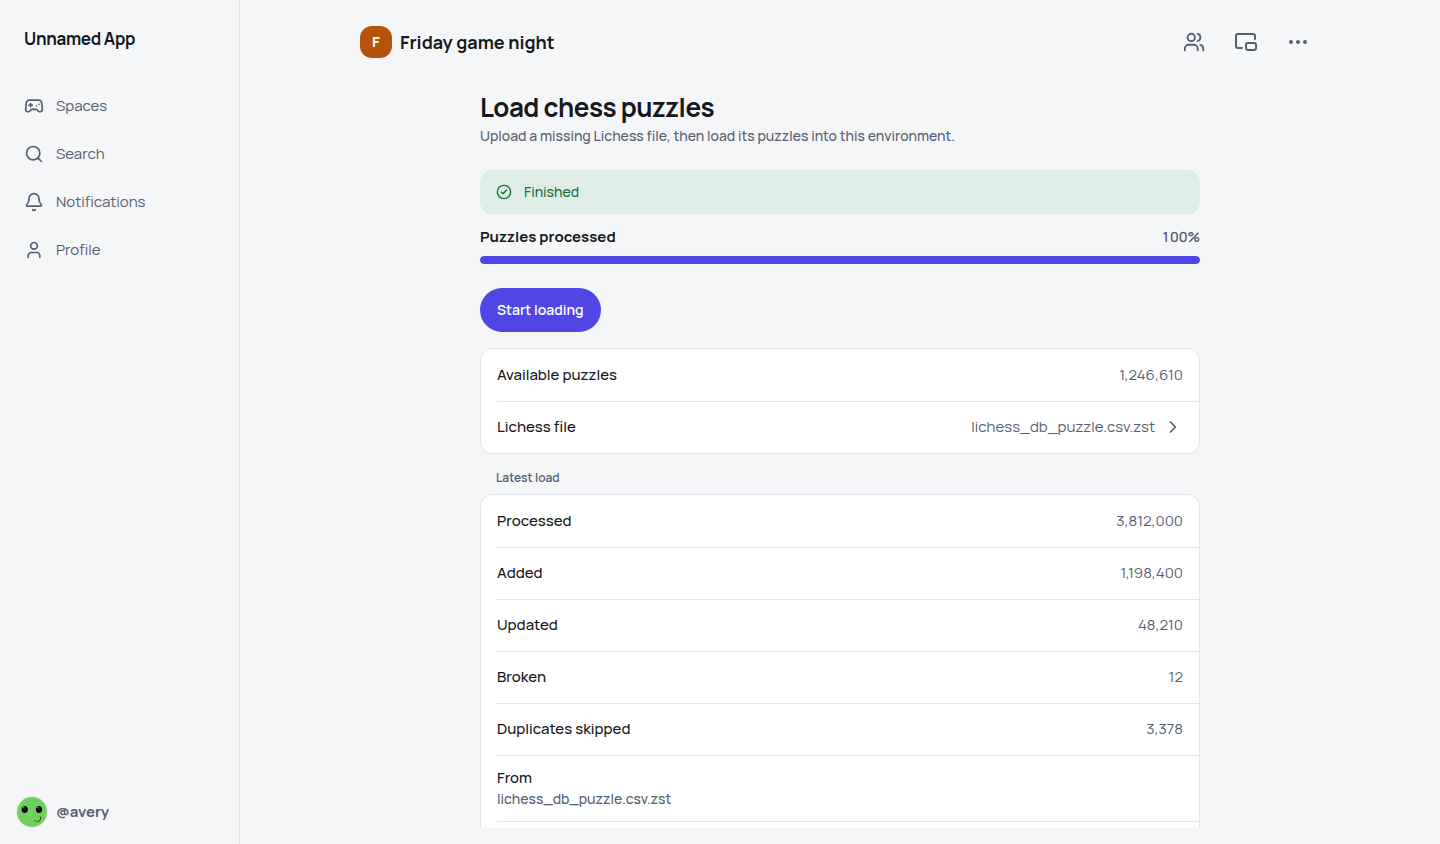 Unnamed App
Spaces
Search
Notifications
Profile
@avery
F Friday game night
Load chess puzzles
Upload a missing Lichess file, then load its puzzles into this environment.
Finished
Puzzles processed 100%
Start loading
Available puzzles 1,246,610
Lichess file lichess_db_puzzle.csv.zst
Latest load
Processed 3,812,000
Added 1,198,400
Updated 48,210
Broken 12
Duplicates skipped 3,378
From
lichess_db_puzzle.csv.zst